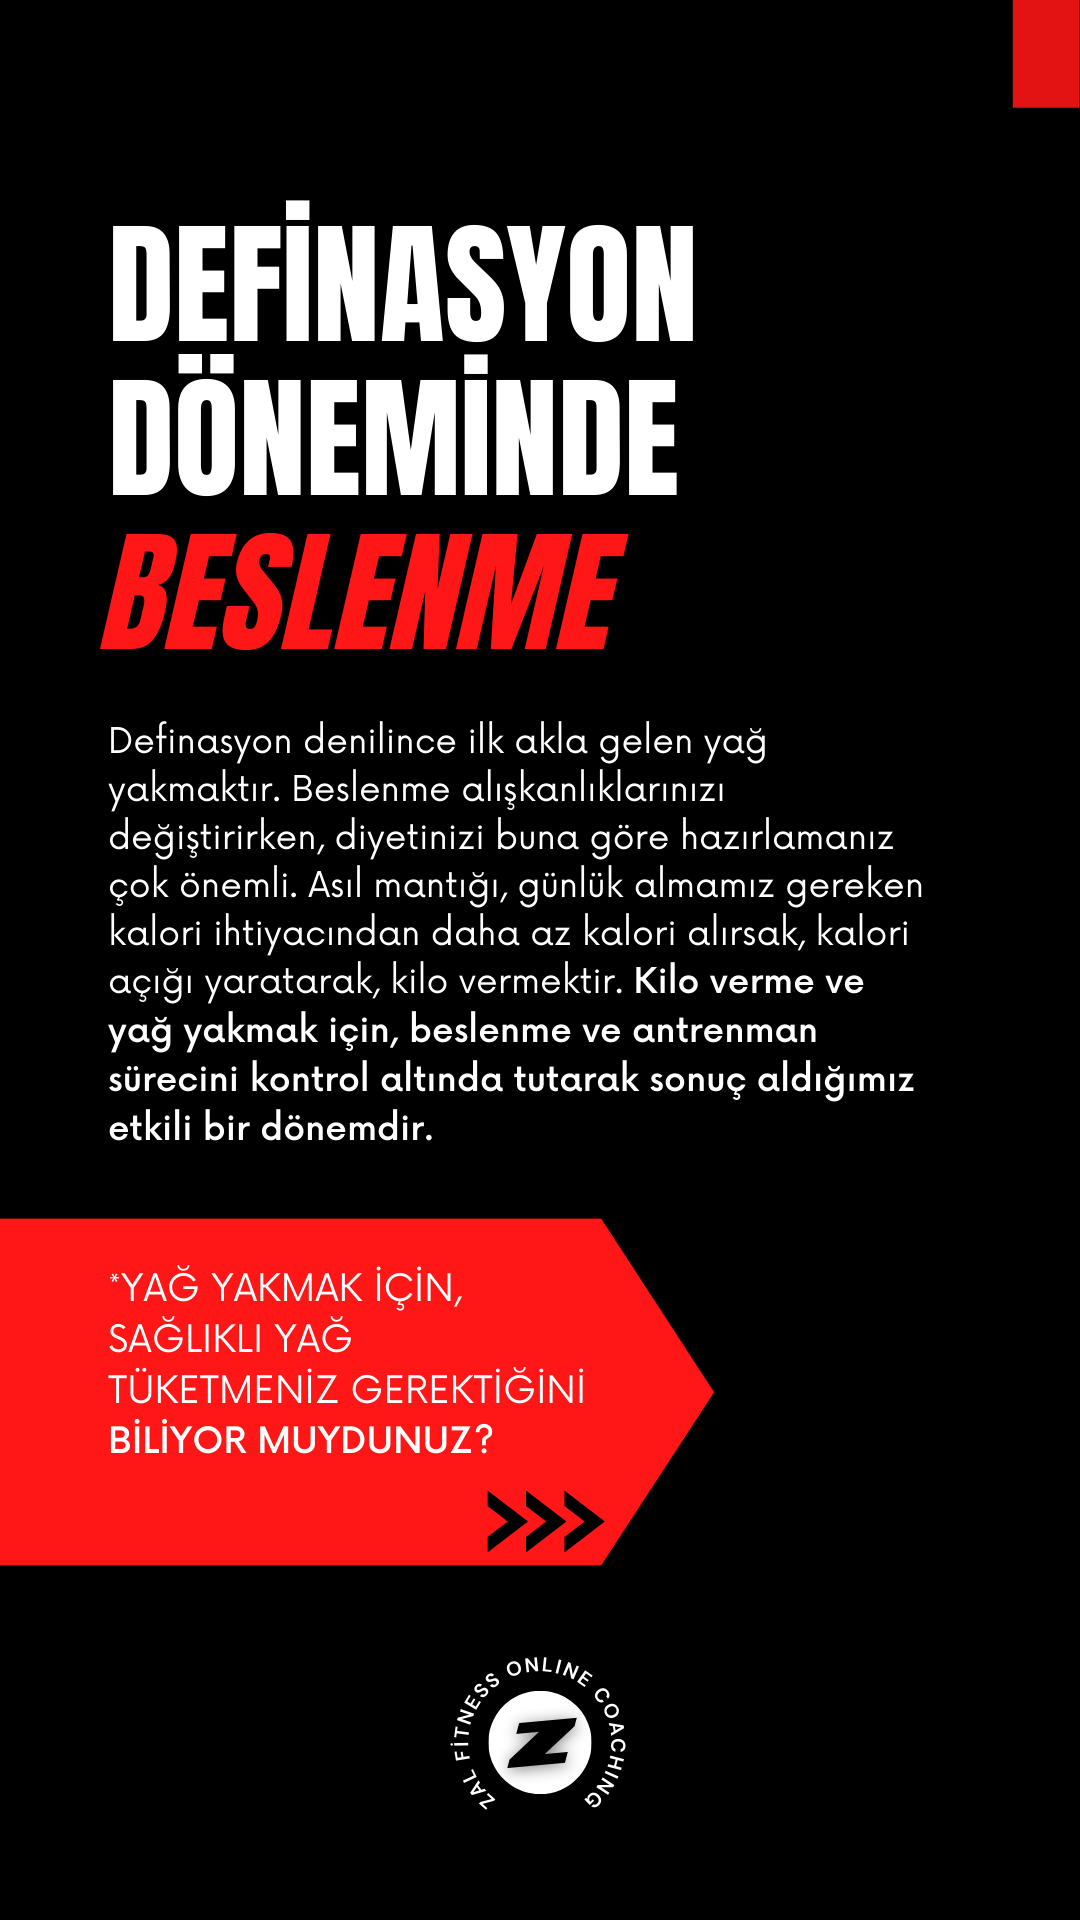 DEFİNASYON
DÖNEMİNDE
BESLENME
Definasyon denilince ilk akla gelen yağ
yakmaktır. Beslenme alışkanlıklarınızı
değiştirirken, diyetinizi buna göre hazırlamanız
çok önemli. Asıl mantığı, günlük almamız gereken
kalori ihtiyacından daha az kalori alırsak, kalori
açığı yaratarak, kilo vermektir. Kilo verme ve
yağ yakmak için, beslenme ve antrenman
sürecini kontrol altında tutarak sonuç aldığımız
etkili bir dönemdir.
*YAĞ YAKMAK İÇİN,
SAĞLIKLI YAĞ
TÜKETMENİZ GEREKTİĞİNİ
BİLİYOR MUYDUNUZ?
ZAL FİTNESS ONLINE COACHING
Z